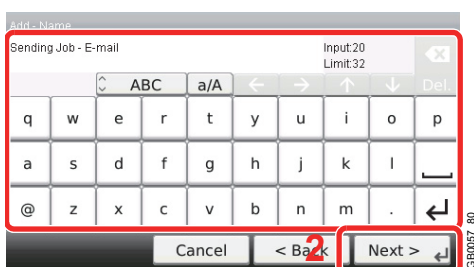 Add - Name
Sending Job - E-mail
Input:20
Limit:32
ABC a/A Del.
q w e r t y u i o p
a s d f g h j k l
@ z x c v b n m .
Cancel < Back Next >
2
GB0057_80